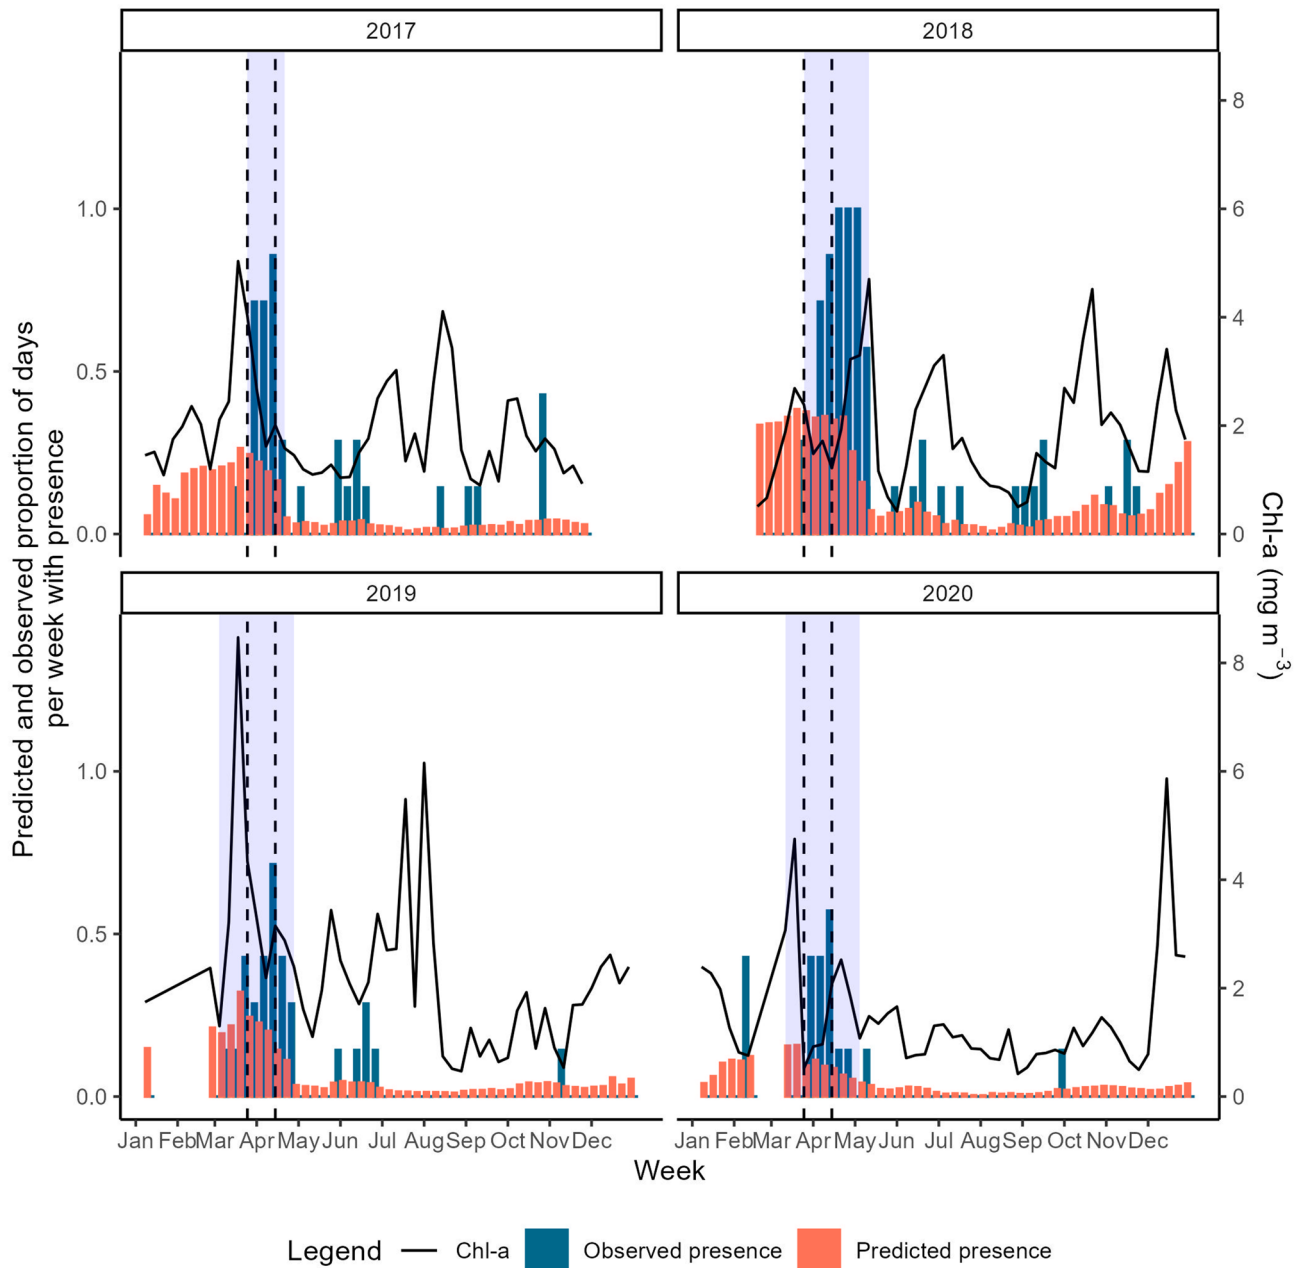 2017
2018
1.0
0.5
0.0
8
6
4
2
0
Predicted and observed proportion of days
per week with presence
Chl-a (mg m⁻³)
2019
2020
1.0
0.5
0.0
8
6
4
2
0
Jan Feb Mar Apr May Jun Jul Aug Sep Oct Nov Dec
Jan Feb Mar Apr May Jun Jul Aug Sep Oct Nov Dec
Week
Legend Chl-a Observed presence Predicted presence